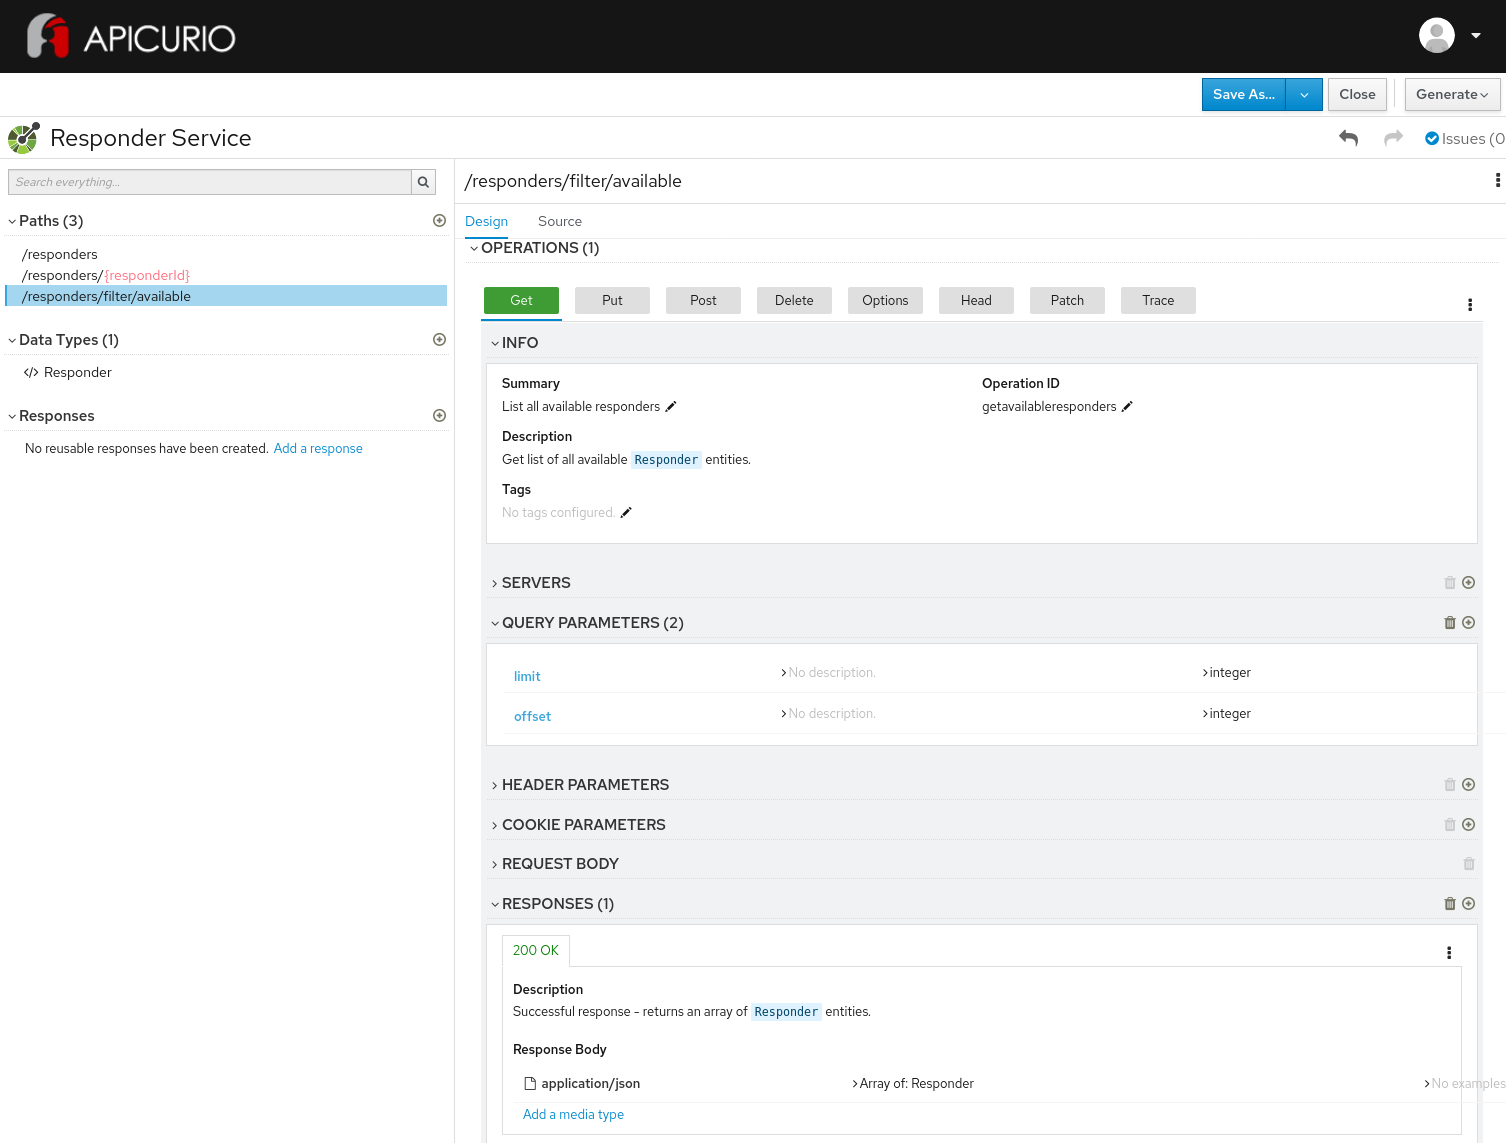 APICURIO
Save As...
Close
Generate
Responder Service
Issues (0
Search everything...
/responders/filter/available
Paths (3)
Design
Source
/responders
/responders/{responderId}
/responders/filter/available
OPERATIONS (1)
Get
Put
Post
Delete
Options
Head
Patch
Trace
Data Types (1)
Responder
Responses
No reusable responses have been created. Add a response
INFO
Summary
Operation ID
List all available responders
getavailableresponders
Description
Get list of all available Responder entities.
Tags
No tags configured.
SERVERS
QUERY PARAMETERS (2)
limit
No description.
integer
offset
No description.
integer
HEADER PARAMETERS
COOKIE PARAMETERS
REQUEST BODY
RESPONSES (1)
200 OK
Description
Successful response - returns an array of Responder entities.
Response Body
application/json
Array of: Responder
No examples
Add a media type